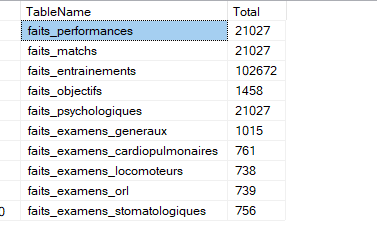 TableName Total
faits_performances 21027
faits_matchs 21027
faits_entrainements 102672
faits_objectifs 1458
faits_psychologiques 21027
faits_examens_generaux 1015
faits_examens_cardiopulmonaires 761
faits_examens_locomoteurs 738
faits_examens_orl 739
faits_examens_stomatologiques 756